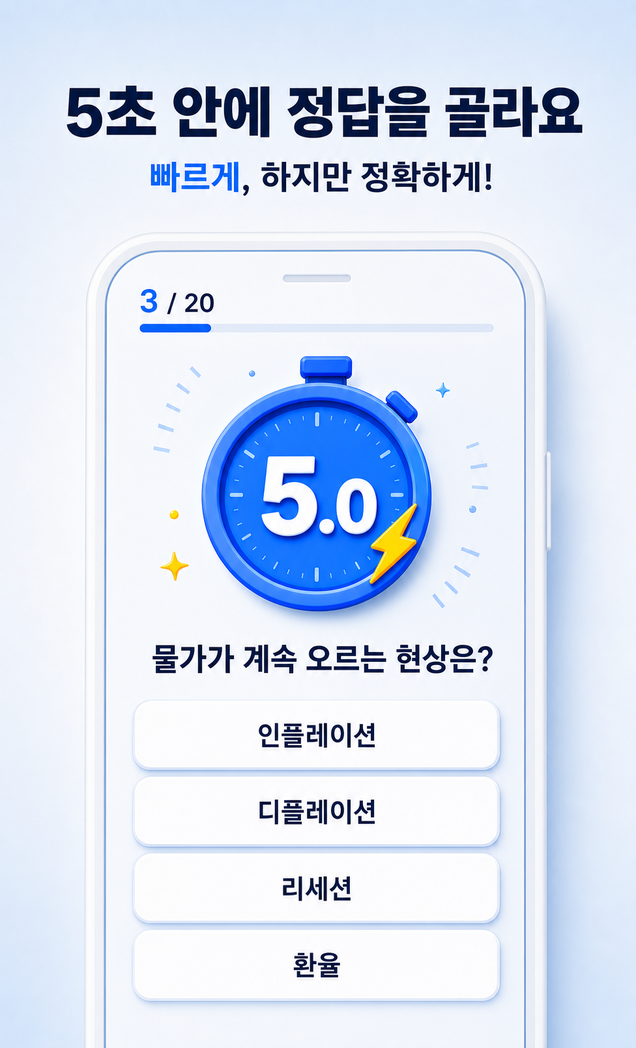 5초 안에 정답을 골라요
빠르게, 하지만 정확하게!
3 / 20
5.0
물가가 계속 오르는 현상은?
인플레이션
디플레이션
리세션
환율